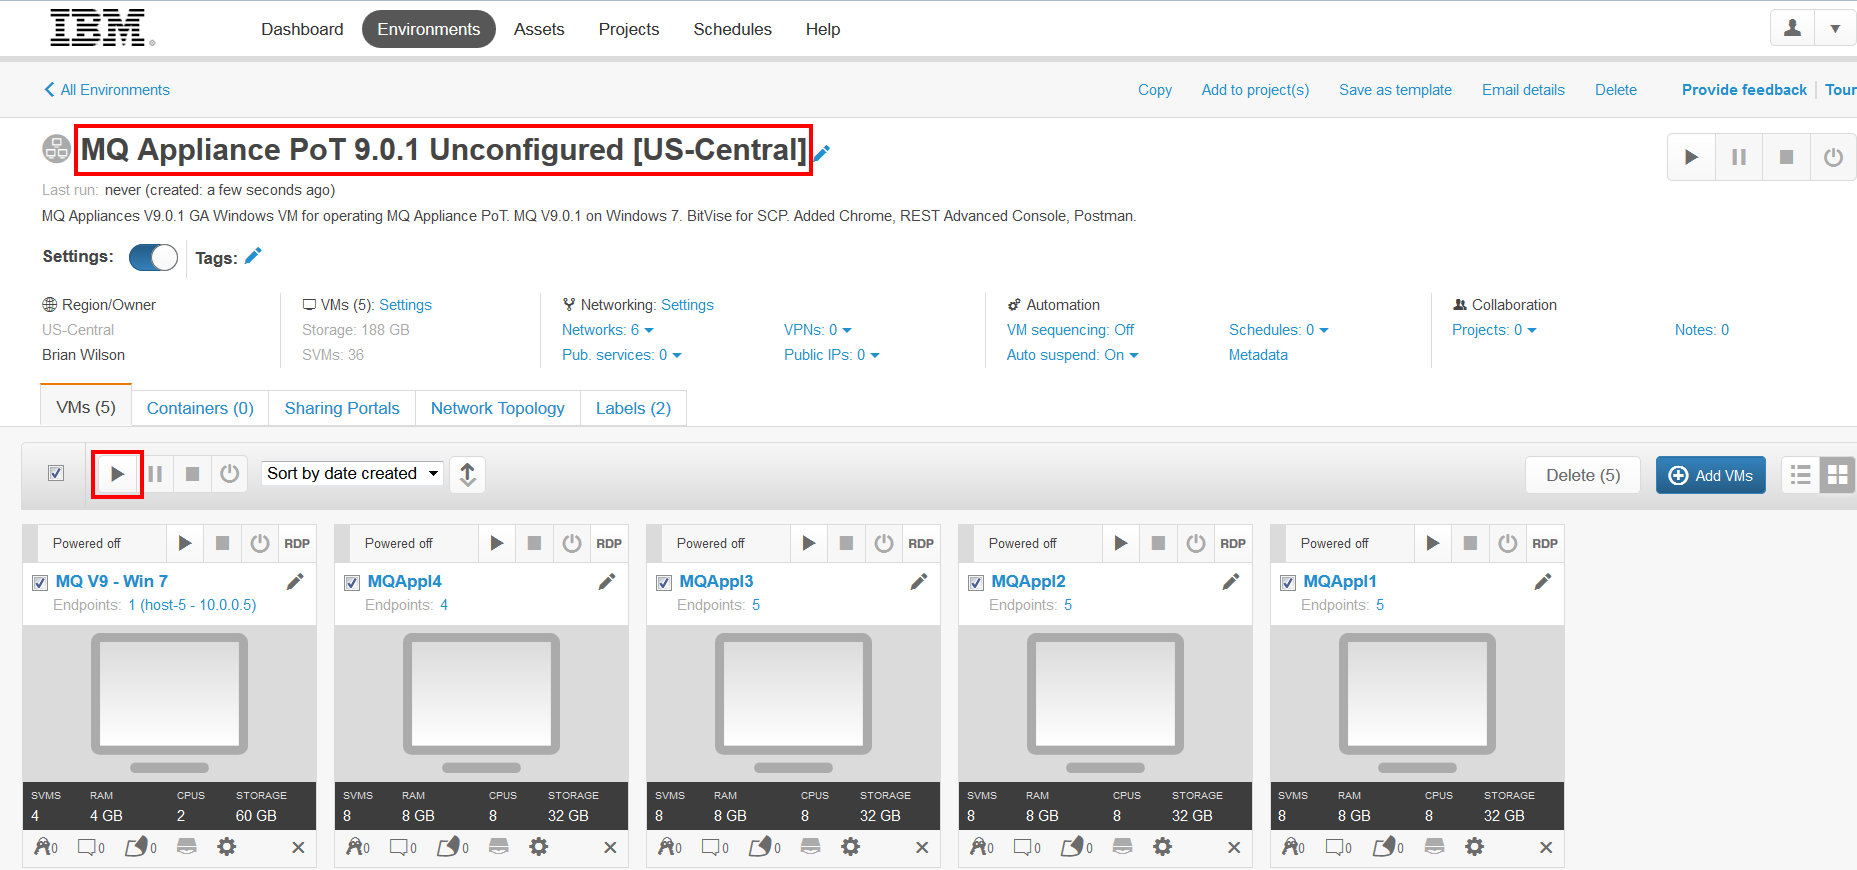 IBM
Dashboard Environments Assets Projects Schedules Help
All Environments Copy Add to project(s) Save as template Email details Delete Provide feedback Tour
MQ Appliance PoT 9.0.1 Unconfigured [US-Central]
Last run: never (created: a few seconds ago)
MQ Appliances V9.0.1 GA Windows VM for operating MQ Appliance PoT. MQ V9.0.1 on Windows 7. BitVise for SCP. Added Chrome, REST Advanced Console, Postman.
Settings: Tags:
Region/Owner VMs (5): Settings Networking: Settings Automation Collaboration
US-Central Storage: 188 GB Networks: 6 VPNs: 0 VM sequencing: Off Schedules: 0 Projects: 0 Notes: 0
Brian Wilson SVMs: 36 Pub. services: 0 Public IPs: 0 Auto suspend: On Metadata
VMs (5) Containers (0) Sharing Portals Network Topology Labels (2)
Sort by date created Delete (5) Add VMs
Powered off RDP Powered off RDP Powered off RDP Powered off RDP Powered off RDP
MQ V9 - Win 7 MQAppl4 MQAppl3 MQAppl2 MQAppl1
Endpoints: 1 (host-5 - 10.0.0.5) Endpoints: 4 Endpoints: 5 Endpoints: 5 Endpoints: 5
SVMS RAM CPUS STORAGE SVMS RAM CPUS STORAGE SVMS RAM CPUS STORAGE SVMS RAM CPUS STORAGE SVMS RAM CPUS STORAGE
4 4 GB 2 60 GB 8 8 GB 8 32 GB 8 8 GB 8 32 GB 8 8 GB 8 32 GB 8 8 GB 8 32 GB
0 0 0 0 0 0 0 0 0 0 0 0 0 0 0